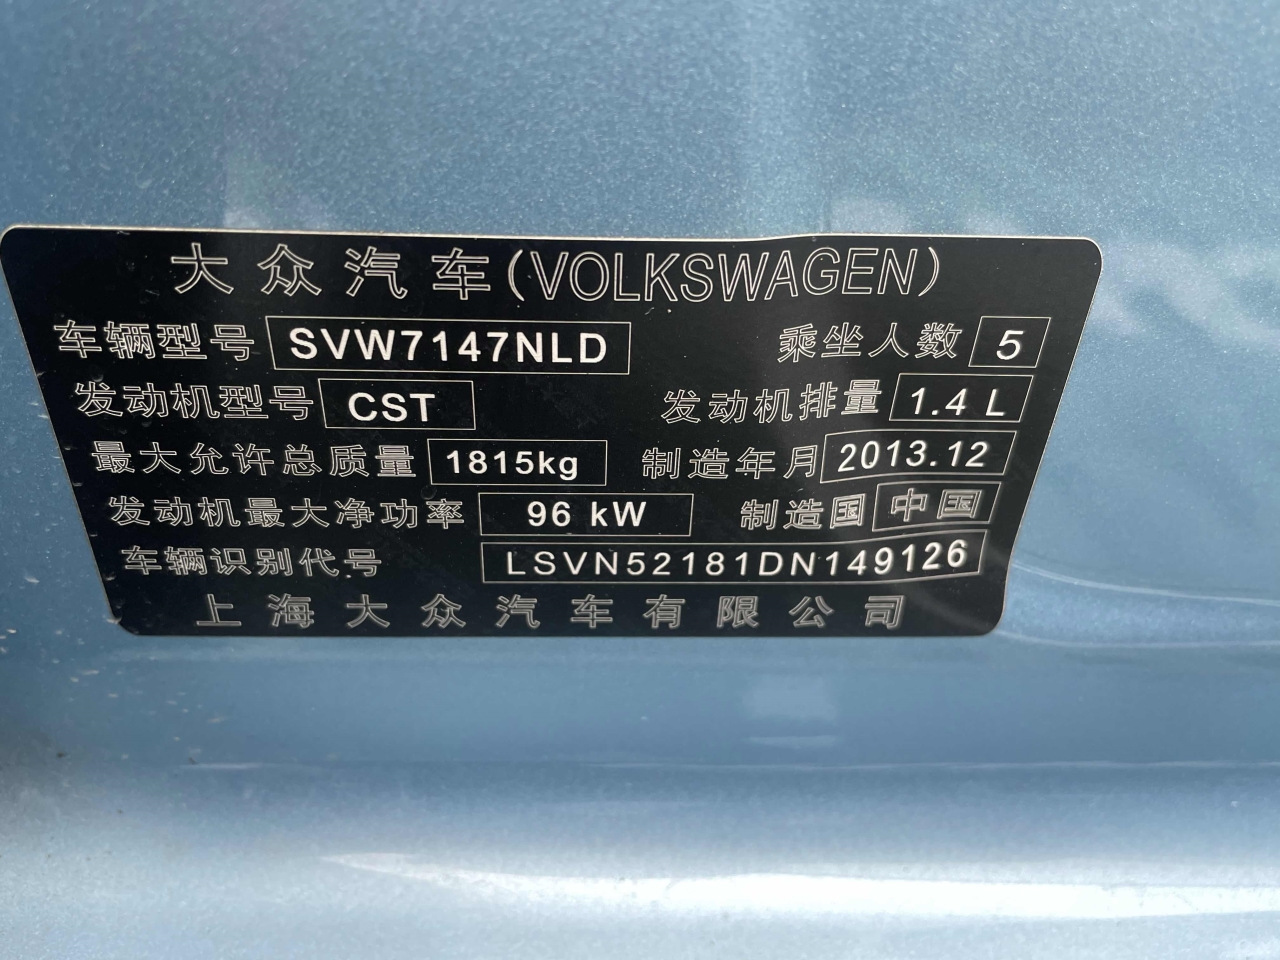 大众汽车(VOLKSWAGEN)
车辆型号 SVW7147NLD 乘坐人数 5
发动机型号 CST 发动机排量 1.4 L
最大允许总质量 1815kg 制造年月 2013.12
发动机最大净功率 96 kW 制造国 中国
车辆识别代号 LSVN52181DN149126
上海大众汽车有限公司